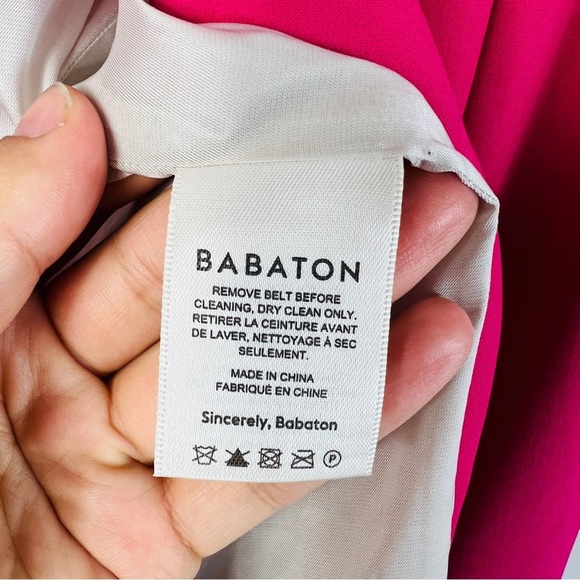 BABATON
REMOVE BELT BEFORE
CLEANING, DRY CLEAN ONLY.
RETIRER LA CEINTURE AVANT
DE LAVER, NETTOYAGE À SEC
SEULEMENT.
MADE IN CHINA
FABRIQUÉ EN CHINE
Sincerely, Babaton
P